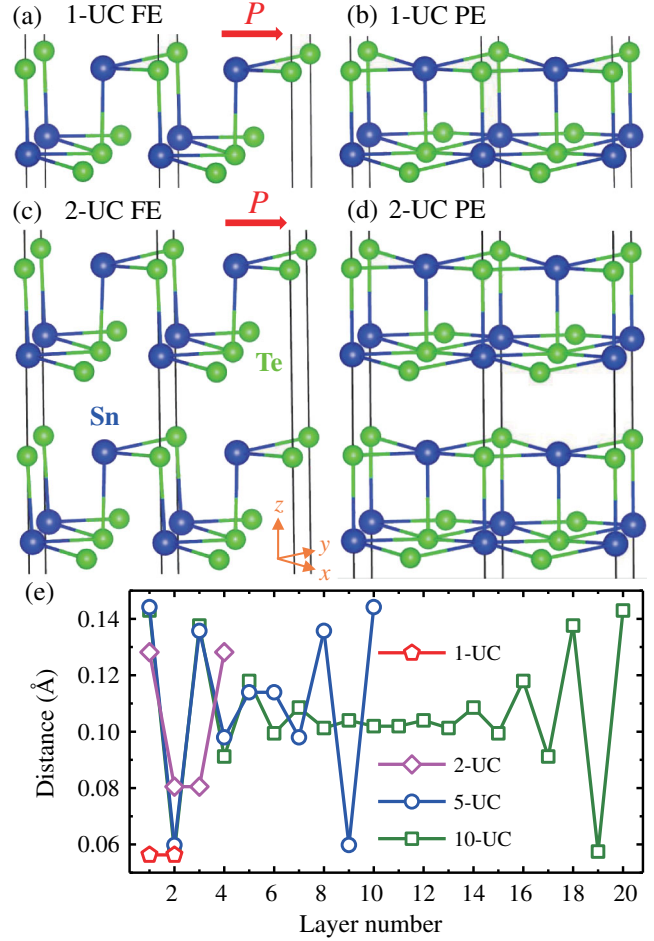 (a) 1-UC FE P
(b) 1-UC PE
(c) 2-UC FE P
(d) 2-UC PE
Te
Sn
z
y
x
(e)
0.14
0.12
0.10
0.08
0.06
Distance (Å)
1-UC
2-UC
5-UC
10-UC
2 4 6 8 10 12 14 16 18 20
Layer number